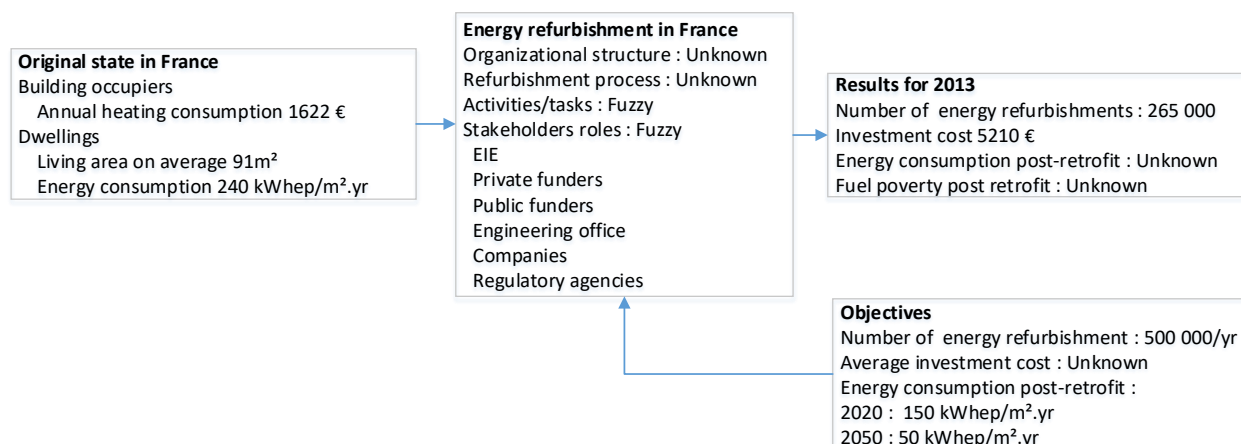 Original state in France
Building occupiers
Annual heating consumption 1622 €
Dwellings
Living area on average 91m²
Energy consumption 240 kWhep/m².yr
Energy refurbishment in France
Organizational structure : Unknown
Refurbishment process : Unknown
Activities/tasks : Fuzzy
Stakeholders roles : Fuzzy
EIE
Private funders
Public funders
Engineering office
Companies
Regulatory agencies
Results for 2013
Number of energy refurbishments : 265 000
Investment cost 5210 €
Energy consumption post-retrofit : Unknown
Fuel poverty post retrofit : Unknown
Objectives
Number of energy refurbishment : 500 000/yr
Average investment cost : Unknown
Energy consumption post-retrofit :
2020 : 150 kWhep/m².yr
2050 : 50 kWhep/m².yr